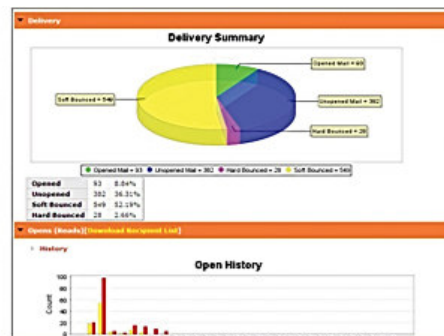 Delivery
Delivery Summary
Opened Mail = 93
Unopened Mail = 382
Soft Bounced = 549
Hard Bounced = 28
Opened Mail = 93 Unopened Mail = 382 Hard Bounced = 28 Soft Bounced = 549
Opened 93 8.84%
Unopened 382 36.31%
Soft Bounced 549 52.19%
Hard Bounced 28 2.66%
Opens (Reads)[Download Recipient List]
History
Open History
Count
100
80
60
40
20
0